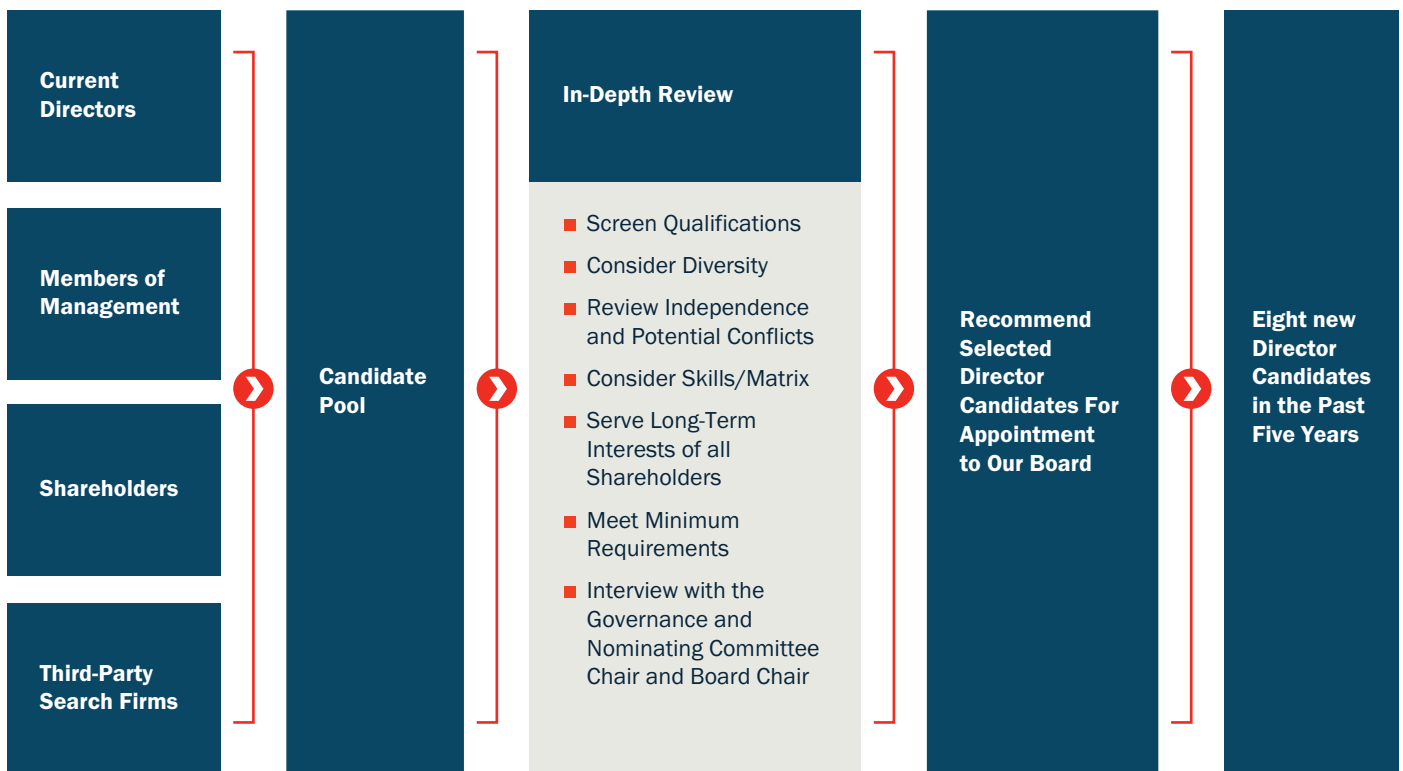 Current
Directors
Members of
Management
Shareholders
Third-Party
Search Firms
Candidate
Pool
In-Depth Review
Screen Qualifications
Consider Diversity
Review Independence
and Potential Conflicts
Consider Skills/Matrix
Serve Long-Term
Interests of all
Shareholders
Meet Minimum
Requirements
Interview with the
Governance and
Nominating Committee
Chair and Board Chair
Recommend
Selected
Director
Candidates For
Appointment
to Our Board
Eight new
Director
Candidates
in the Past
Five Years